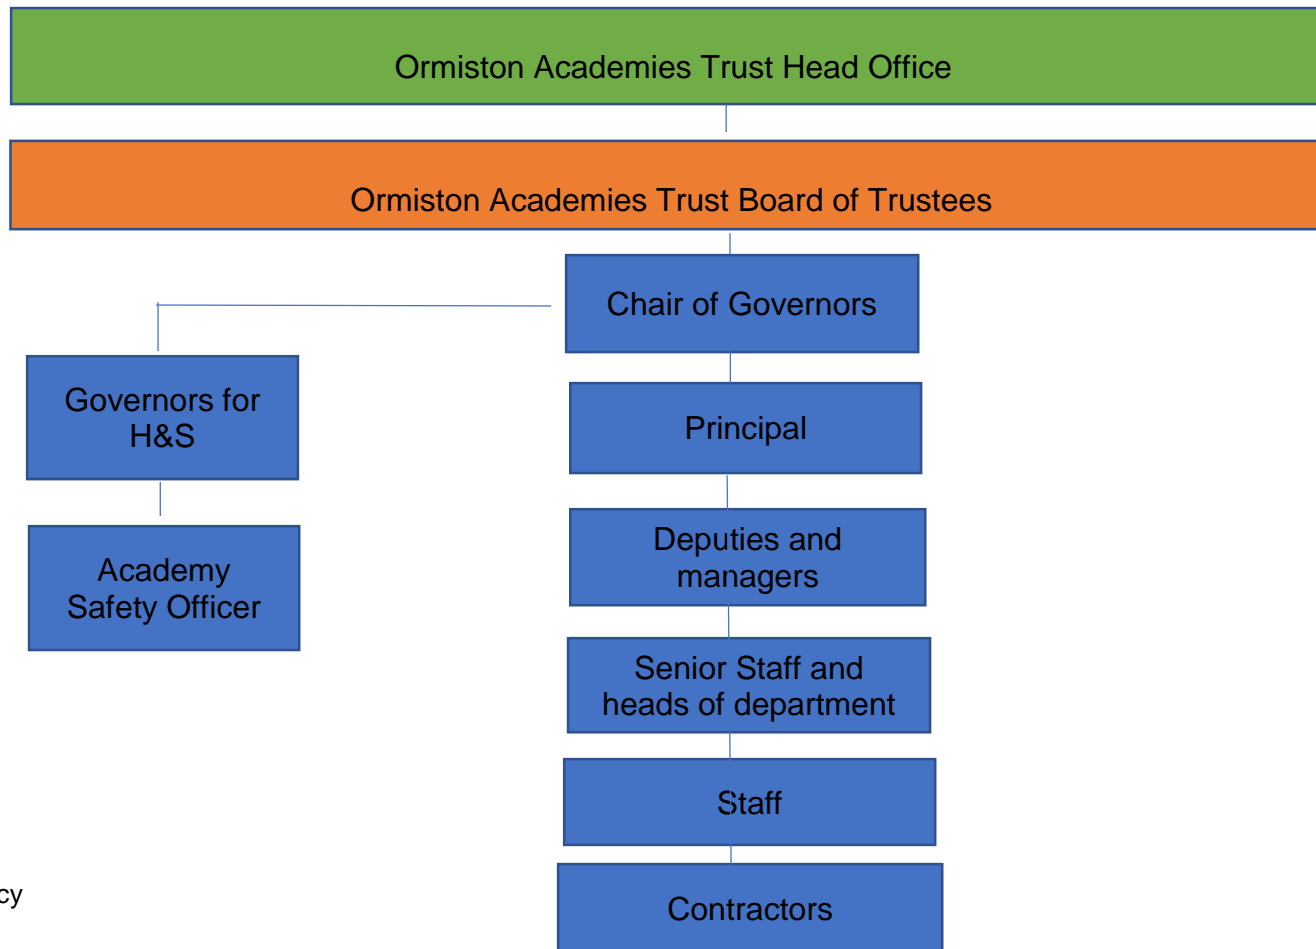 Ormiston Academies Trust Head Office
Ormiston Academies Trust Board of Trustees
Chair of Governors
Governors for
H&S
Principal
Academy
Safety Officer
Deputies and
managers
Senior Staff and
heads of department
Staff
cy
Contractors